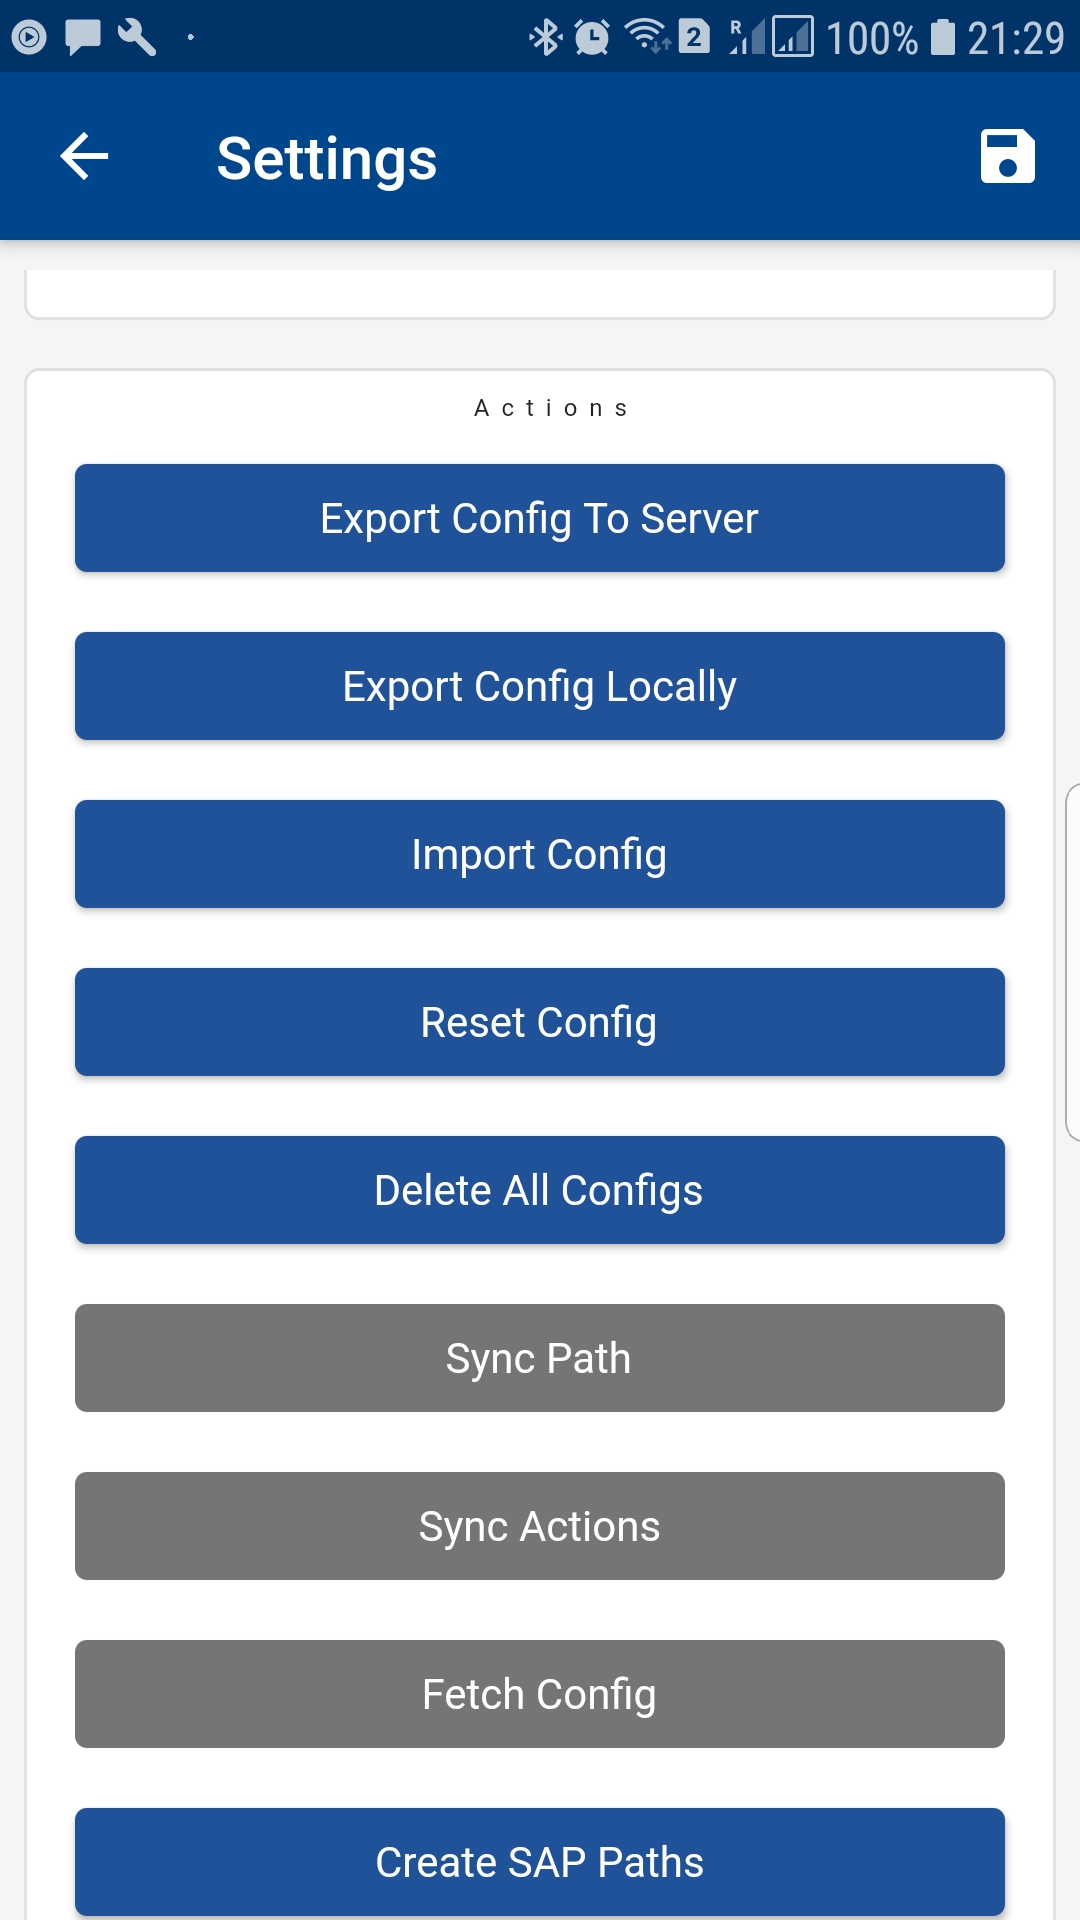 2 R 100% 21:29
Settings
Actions
Export Config To Server
Export Config Locally
Import Config
Reset Config
Delete All Configs
Sync Path
Sync Actions
Fetch Config
Create SAP Paths